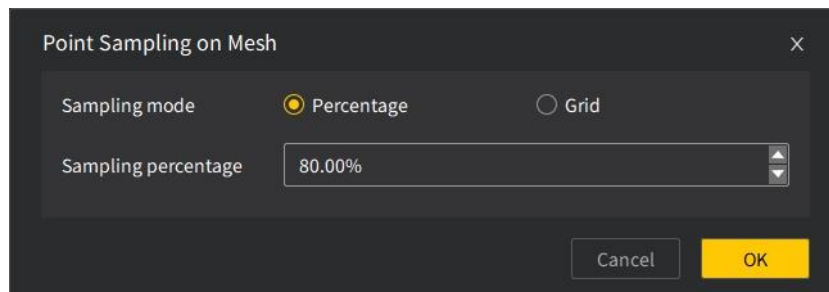 Point Sampling on Mesh
Sampling mode Percentage Grid
Sampling percentage 80.00%
Cancel OK